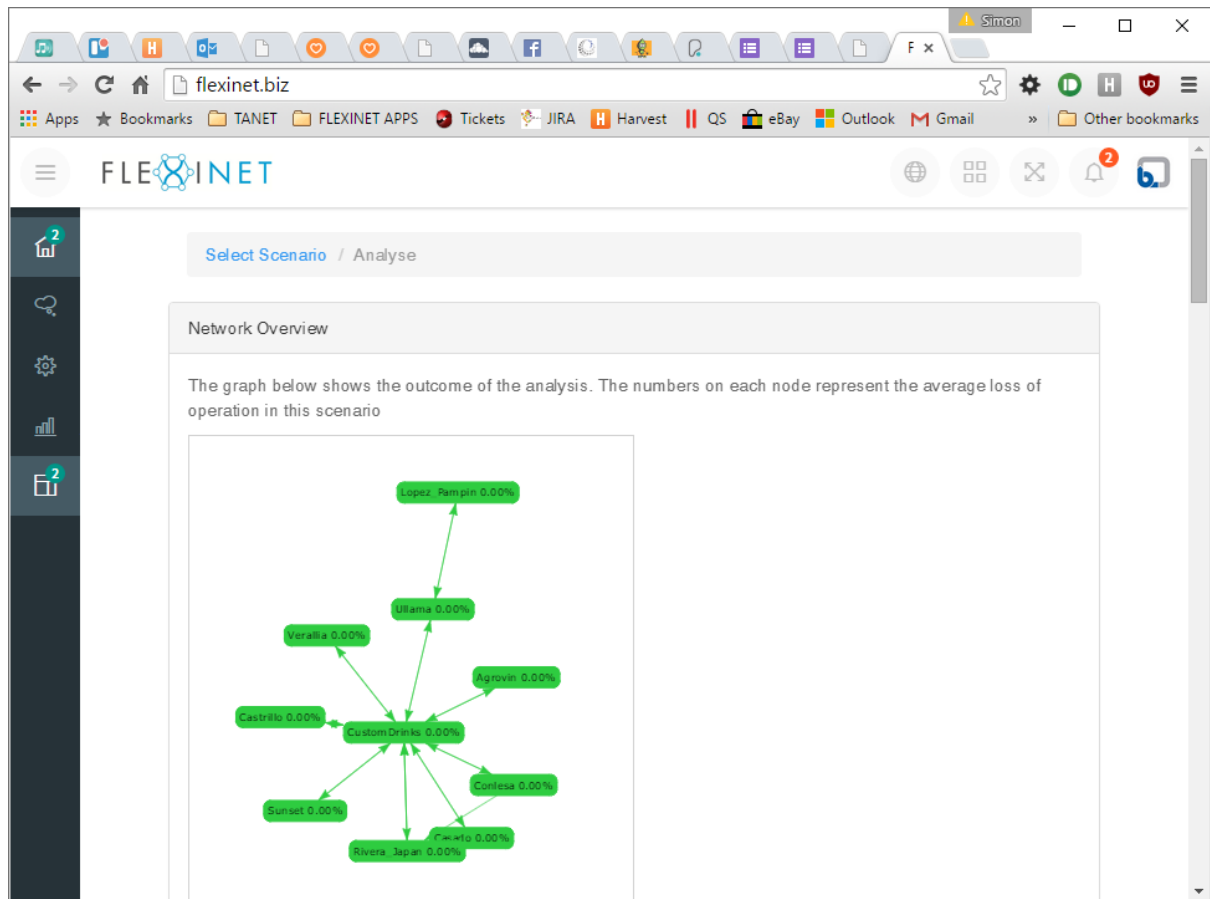 Simon
F
flexinet.biz
Apps Bookmarks TANET FLEXINET APPS Tickets JIRA H Harvest QS eBay Outlook Gmail » Other bookmarks
FLEXINET
2
b.
2
Select Scenario / Analyse
Network Overview
The graph below shows the outcome of the analysis. The numbers on each node represent the average loss of
operation in this scenario
2
Lopez_Pampin 0.00%
Ullama 0.00%
Verallia 0.00%
Agrovin 0.00%
Castrillo 0.00%
CustomDrinks 0.00%
Conlesa 0.00%
Sunset 0.00%
Casado 0.00%
Rivera_Japan 0.00%